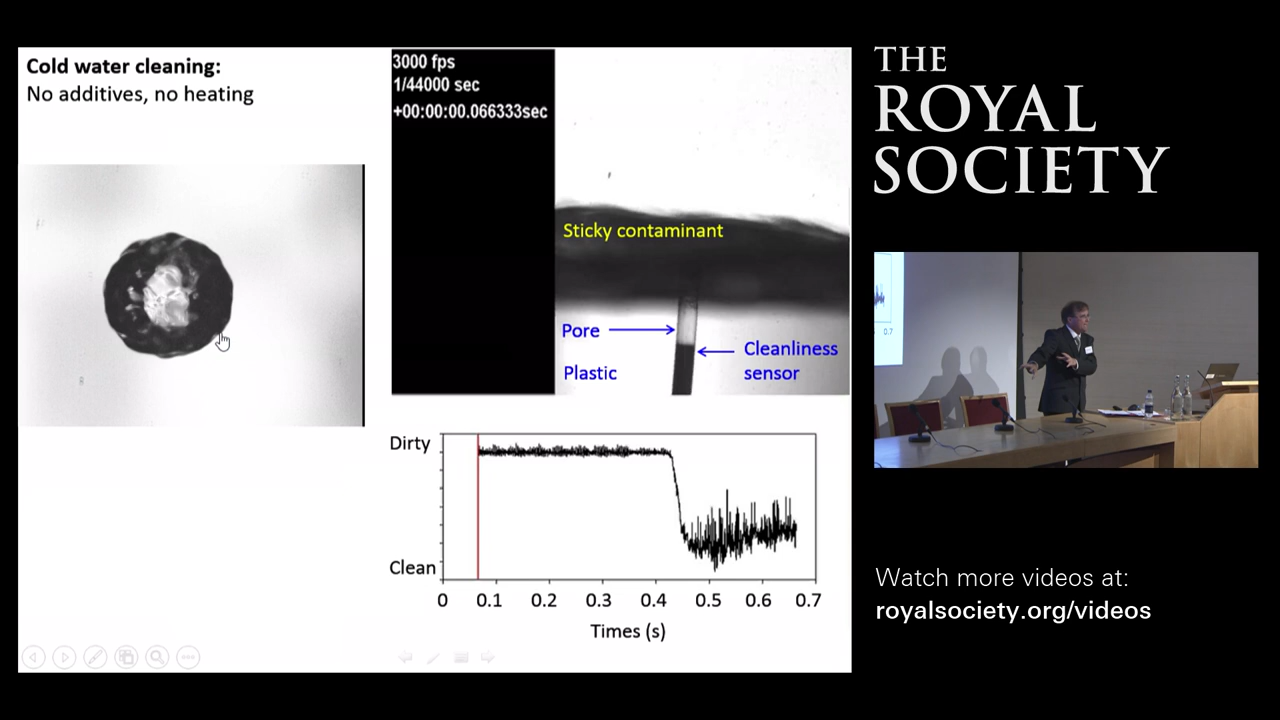 Cold water cleaning:
No additives, no heating
3000 fps
1/44000 sec
+00:00:00.066333sec
Sticky contaminant
Pore
Cleanliness
sensor
Plastic
Dirty
Clean
0 0.1 0.2 0.3 0.4 0.5 0.6 0.7
Times (s)
THE
ROYAL
SOCIETY
0.7
Watch more videos at:
royalsociety.org/videos